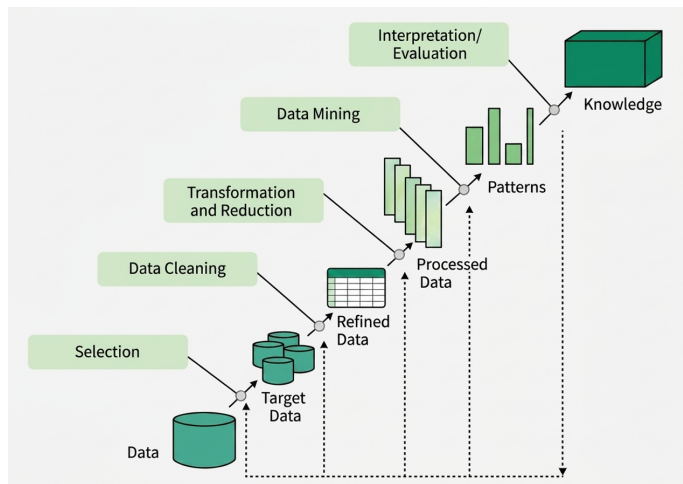 Interpretation/
Evaluation
Knowledge
Data Mining
Patterns
Transformation
and Reduction
Processed
Data
Data Cleaning
Refined
Data
Selection
Target
Data
Data